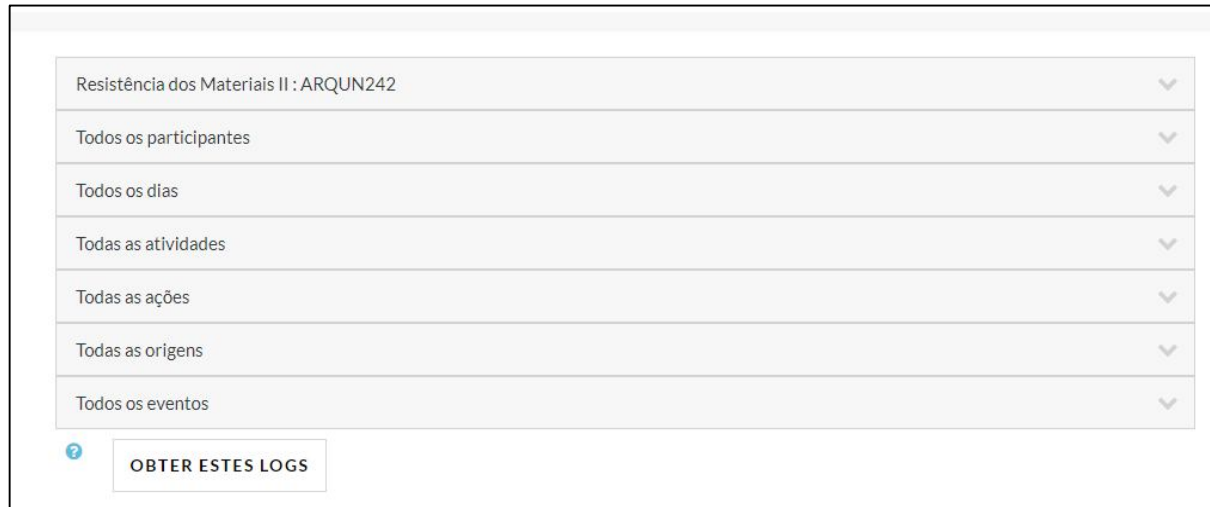 Resistência dos Materiais II : ARQUN242
Todos os participantes
Todos os dias
Todas as atividades
Todas as ações
Todas as origens
Todos os eventos
?
OBTER ESTES LOGS